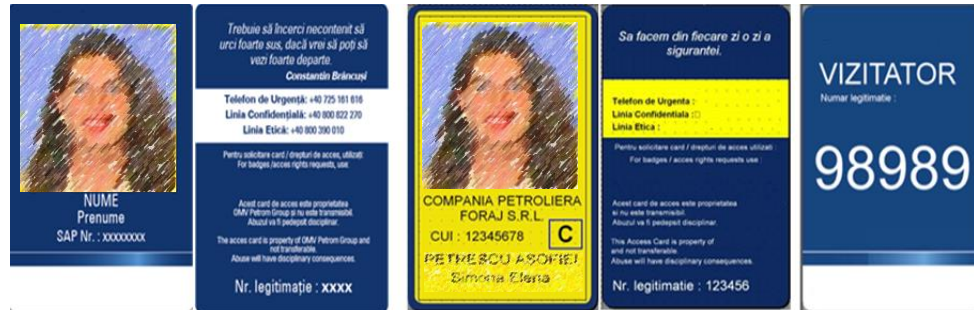 NUME
Prenume
SAP Nr. : xxxxxxxx
Trebuie să încerci necontenit să
urci foarte sus, dacă vrei să poți să
vezi foarte departe.
Constantin Brâncuși
Telefon de Urgență: +40 725 161 616
Linia Confidențială: +40 800 822 270
Linia Etică: +40 800 390 010
Pentru solicitare card / drepturi de acces, utilizați:
For badges /acces rights requests, use:
Acest card de acces este proprietatea
OMV Petrom Group si nu este transmisibil.
Abuzul va fi pedepsit disciplinar.
The acces card is property of OMV Petrom Group and
not transferable.
Abuse will have disciplinary consequences.
Nr. legitimație : xxxx
COMPANIA PETROLIERA
FORAJ S.R.L.
CUI : 12345678
C
PETRESCU ASOFIEI
Simona Elena
Sa facem din fiecare zi o zi a
sigurantei.
Telefon de Urgenta :
Linia Confidentiala :
Linia Etica :
Pentru solicitare card / drepturi de acces utilizati :
For badges / acces rights requests use :
Acest card de acces este proprietatea
si nu este transmisibil.
Abuzul va fi pedepsit disciplinar.
This Access Card is property of
and not transferable.
Abuse will have disciplinary consequences.
Nr. legitimatie : 123456
VIZITATOR
Numar legitimatie :
98989